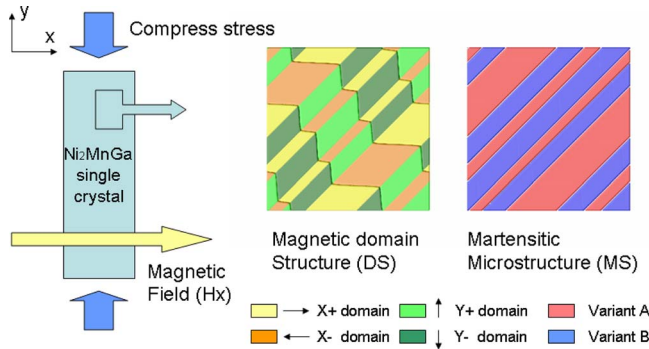 y
x
Compress stress
Ni₂MnGa
single
crystal
Magnetic
Field (Hx)
Magnetic domain
Structure (DS)
Martensitic
Microstructure (MS)
X+ domain
Y+ domain
Variant A
X- domain
Y- domain
Variant B